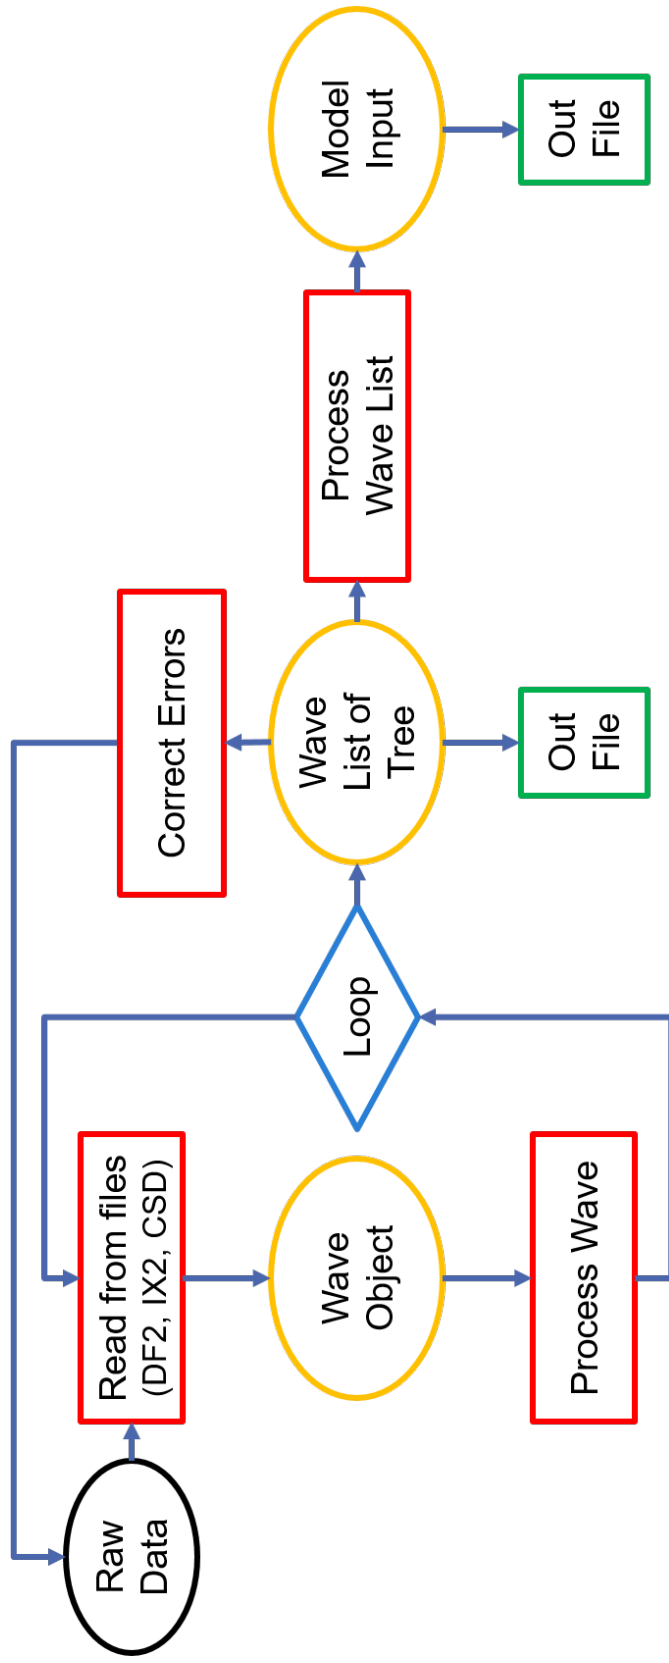 Raw
Data
Read from files
(DF2, IX2, CSD)
Wave
Object
Process Wave
Loop
Correct Errors
Wave
List of
Tree
Out
File
Process
Wave List
Model
Input
Out
File